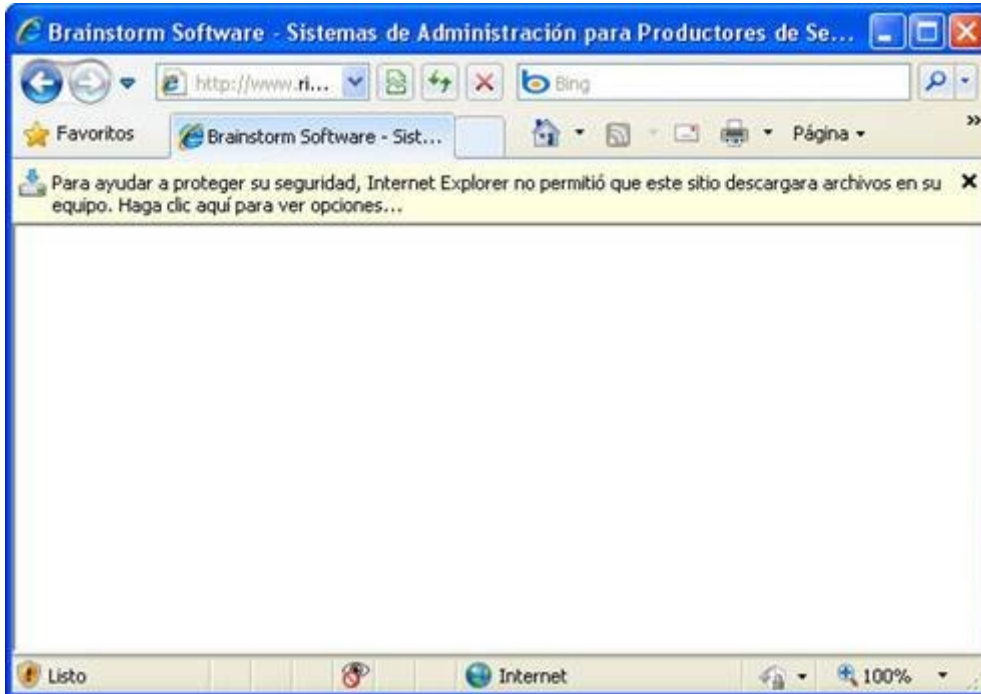 Brainstorm Software - Sistemas de Administración para Productores de Se...
http://www.ri...
Bing
Favoritos
Brainstorm Software - Sist...
Página
Para ayudar a proteger su seguridad, Internet Explorer no permitió que este sitio descargara archivos en su
equipo. Haga clic aquí para ver opciones...
Listo
Internet
100%